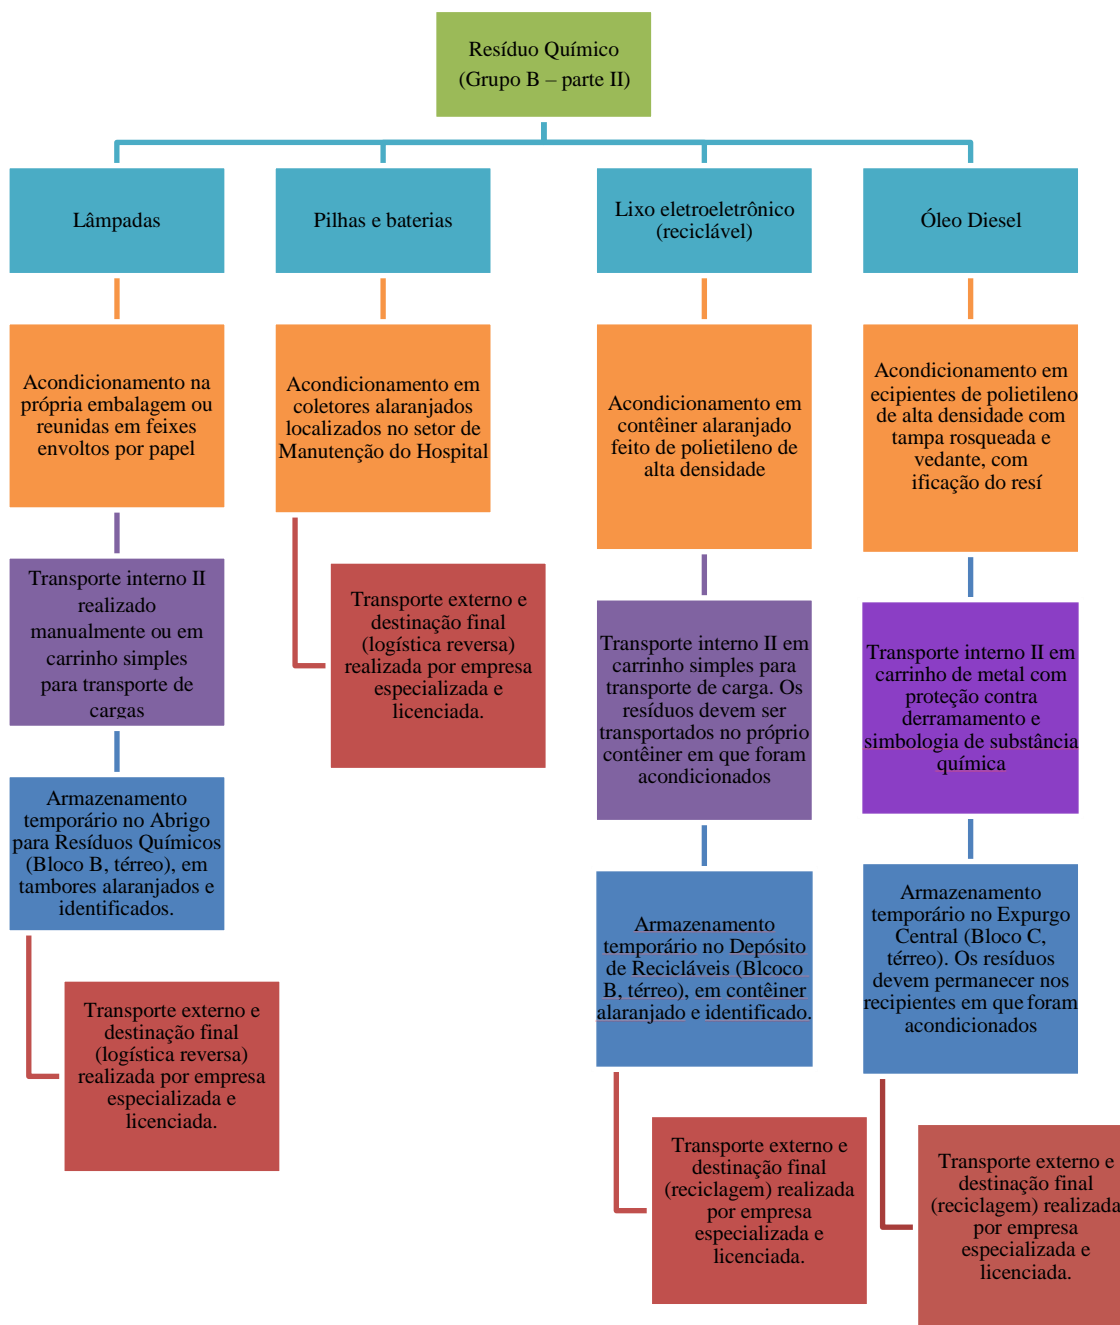 Resíduo Químico
(Grupo B – parte II)
Lâmpadas
Pilhas e baterias
Lixo eletroeletrônico
(reciclável)
Óleo Diesel
Acondicionamento na
própria embalagem ou
reunidas em feixes
envoltos por papel
Acondicionamento em
coletores alaranjados
localizados no setor de
Manutenção do Hospital
Acondicionamento em
contêiner alaranjado
feito de polietileno de
alta densidade
Acondicionamento em
ecipientes de polietileno
de alta densidade com
tampa rosqueada e
vedante, com
ificação do resí
Transporte interno II
realizado
manualmente ou em
carrinho simples
para transporte de
cargas
Transporte externo e
destinação final
(logística reversa)
realizada por empresa
especializada e
licenciada.
Transporte interno II em
carrinho simples para
transporte de carga. Os
resíduos devem ser
transportados no próprio
contêiner em que foram
acondicionados
Transporte interno II em
carrinho de metal com
proteção contra
derramamento e
simbologia de substância
química
Armazenamento
temporário no Abrigo
para Resíduos Químicos
(Bloco B, térreo), em
tambores alaranjados e
identificados.
Armazenamento
temporário no Depósito
de Recicláveis (Blcoco
B, térreo), em contêiner
alaranjado e identificado.
Armazenamento
temporário no Expurgo
Central (Bloco C,
térreo). Os resíduos
devem permanecer nos
recipientes em que foram
acondicionados
Transporte externo e
destinação final
(logística reversa)
realizada por empresa
especializada e
licenciada.
Transporte externo e
destinação final
(reciclagem) realizada
por empresa
especializada e
licenciada.
Transporte externo e
destinação final
(reciclagem) realizada
por empresa
especializada e
licenciada.